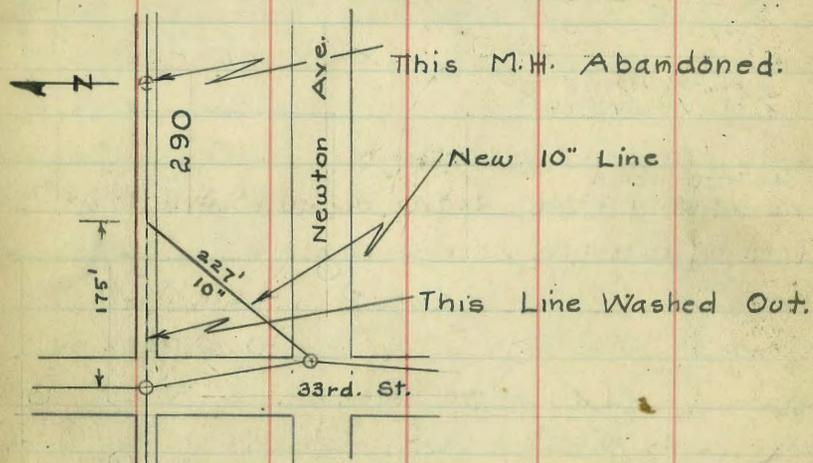 This M.H. Abandoned.
N
290
Newton Ave.
New 10" Line
227'
10"
175'
This Line Washed Out.
33rd. St.